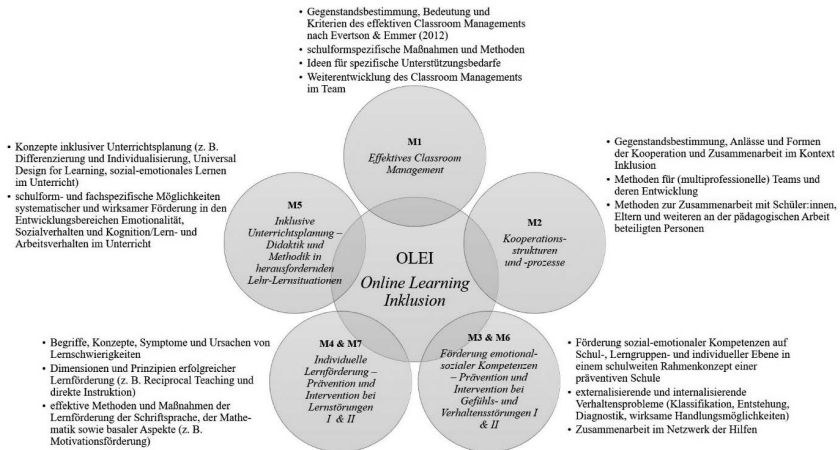 • Gegenstandsbestimmung, Bedeutung und
Kriterien des effektiven Classroom Managements
nach Evertson & Emmer (2012)
• schulformspezifische Maßnahmen und Methoden
• Ideen für spezifische Unterstützungsbedarfe
• Weiterentwicklung des Classroom Managements
im Team
M1
Effektives Classroom
Management
• Konzepte inklusiver Unterrichtsplanung (z. B.
Differenzierung und Individualisierung, Universal
Design for Learning, sozial-emotionales Lernen
im Unterricht)
• schulform- und fachspezifische Möglichkeiten
systematischer und wirksamer Förderung in den
Entwicklungsbereichen Emotionalität,
Sozialverhalten und Kognition/Lern- und
Arbeitsverhalten im Unterricht
M5
Inklusive
Unterrichtsplanung –
Didaktik und
Methodik in
herausfordernden
Lehr-Lernsituationen
OLEI
Online Learning
Inklusion
M2
Kooperations-
strukturen
und -prozesse
• Gegenstandsbestimmung, Anlässe und Formen
der Kooperation und Zusammenarbeit im Kontext
Inklusion
• Methoden für (multiprofessionelle) Teams und
deren Entwicklung
• Methoden zur Zusammenarbeit mit Schüler:innen,
Eltern und weiteren an der pädagogischen Arbeit
beteiligten Personen
• Begriffe, Konzepte, Symptome und Ursachen von
Lernschwierigkeiten
• Dimensionen und Prinzipien erfolgreicher
Lernförderung (z. B. Reciprocal Teaching und
direkte Instruktion)
• effektive Methoden und Maßnahmen der
Lernförderung der Schriftsprache, der Mathe-
matik sowie basaler Aspekte (z. B.
Motivationsförderung)
M4 & M7
Individuelle
Lernförderung –
Prävention und
Intervention bei
Lernstörungen
I & II
M3 & M6
Förderung emotional-
sozialer Kompetenzen
– Prävention und
Intervention bei
Gefühls- und
Verhaltensstörungen I
& II
• Förderung sozial-emotionaler Kompetenzen auf
Schul-, Lerngruppen- und individueller Ebene in
einem schulweiten Rahmenkonzept einer
präventiven Schule
• externalisierende und internalisierende
Verhaltensprobleme (Klassifikation, Entstehung,
Diagnostik, wirksame Handlungsmöglichkeiten)
• Zusammenarbeit im Netzwerk der Hilfen